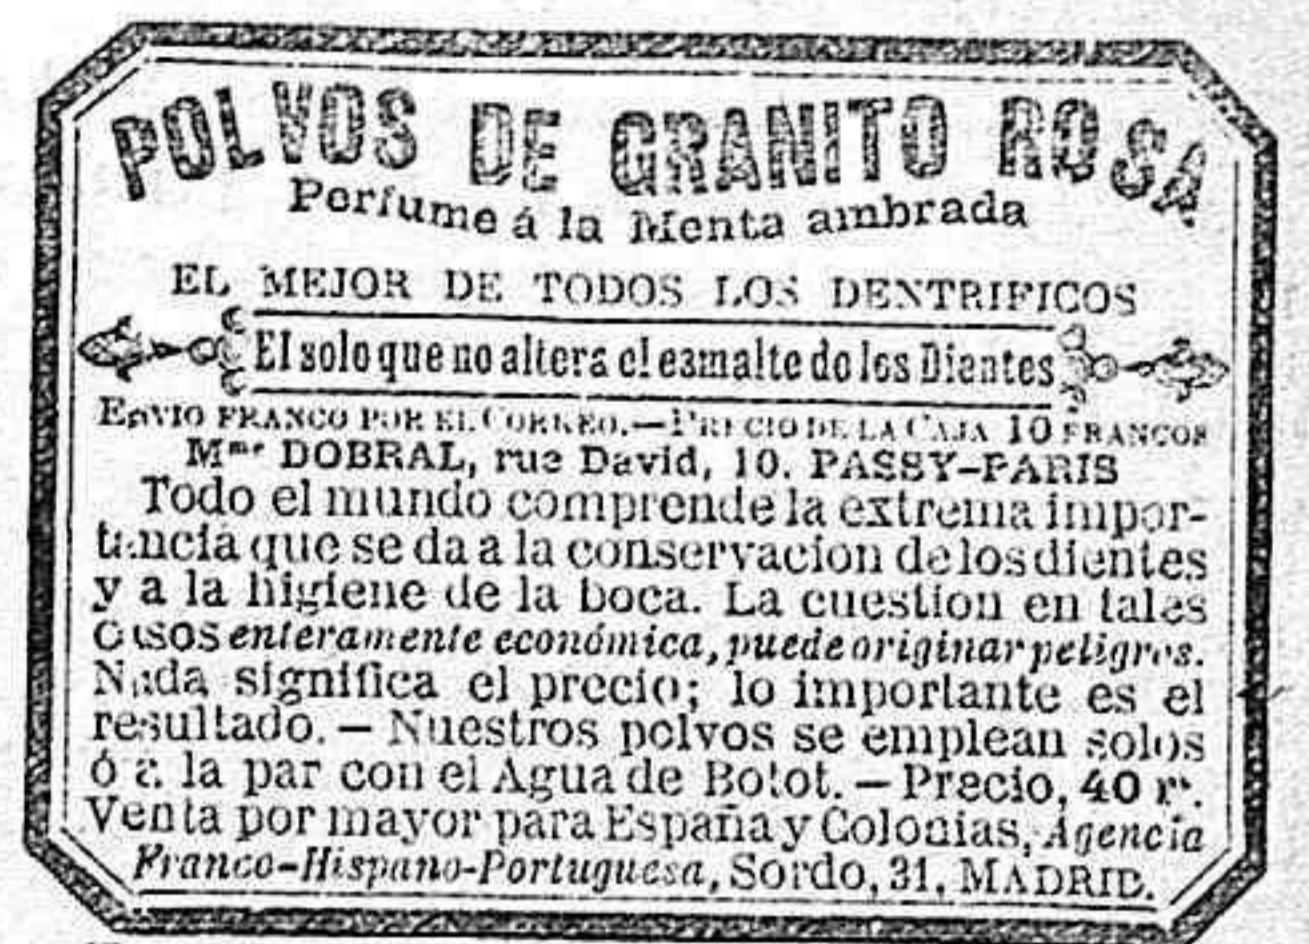 POLVOS DE GRANITO ROSA
Perfume á la Menta ambrada
EL MEJOR DE TODOS LOS DENTRIFICOS
El solo que no altera el esmalte de los Dientes
ENVIO FRANCO POR EL CORREO.—PRECIO DE LA CAJA 10 FRANCOS
Mme DOBRAL, rue David, 10. PASSY-PARIS
Todo el mundo comprende la extrema impor-
tancia que se da a la conservacion de los dientes
y a la higiene de la boca. La cuestion en tales
casos enteramente económica, puede originar peligros.
Nada significa el precio; lo importante es el
resultado. — Nuestros polvos se emplean solos
ó a la par con el Agua de Botot. — Precio, 40 rs.
Venta por mayor para España y Colonias, Agencia
Franco-Hispano-Portuguesa, Sordo, 31, MADRID.